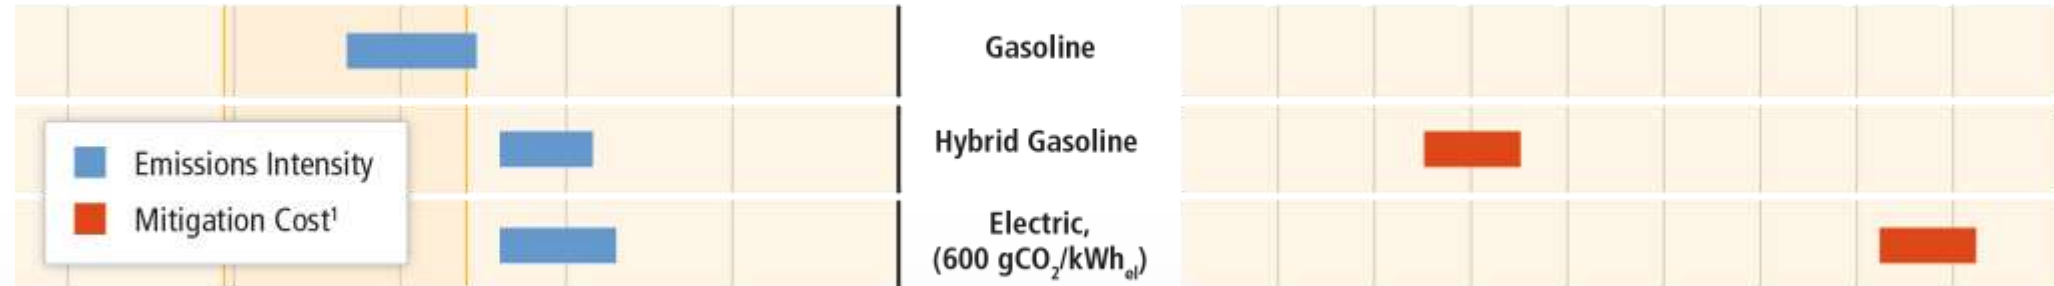 Gasoline
Hybrid Gasoline
Emissions Intensity
Mitigation Cost¹
Electric,
(600 gCO₂/kWhₑₗ)